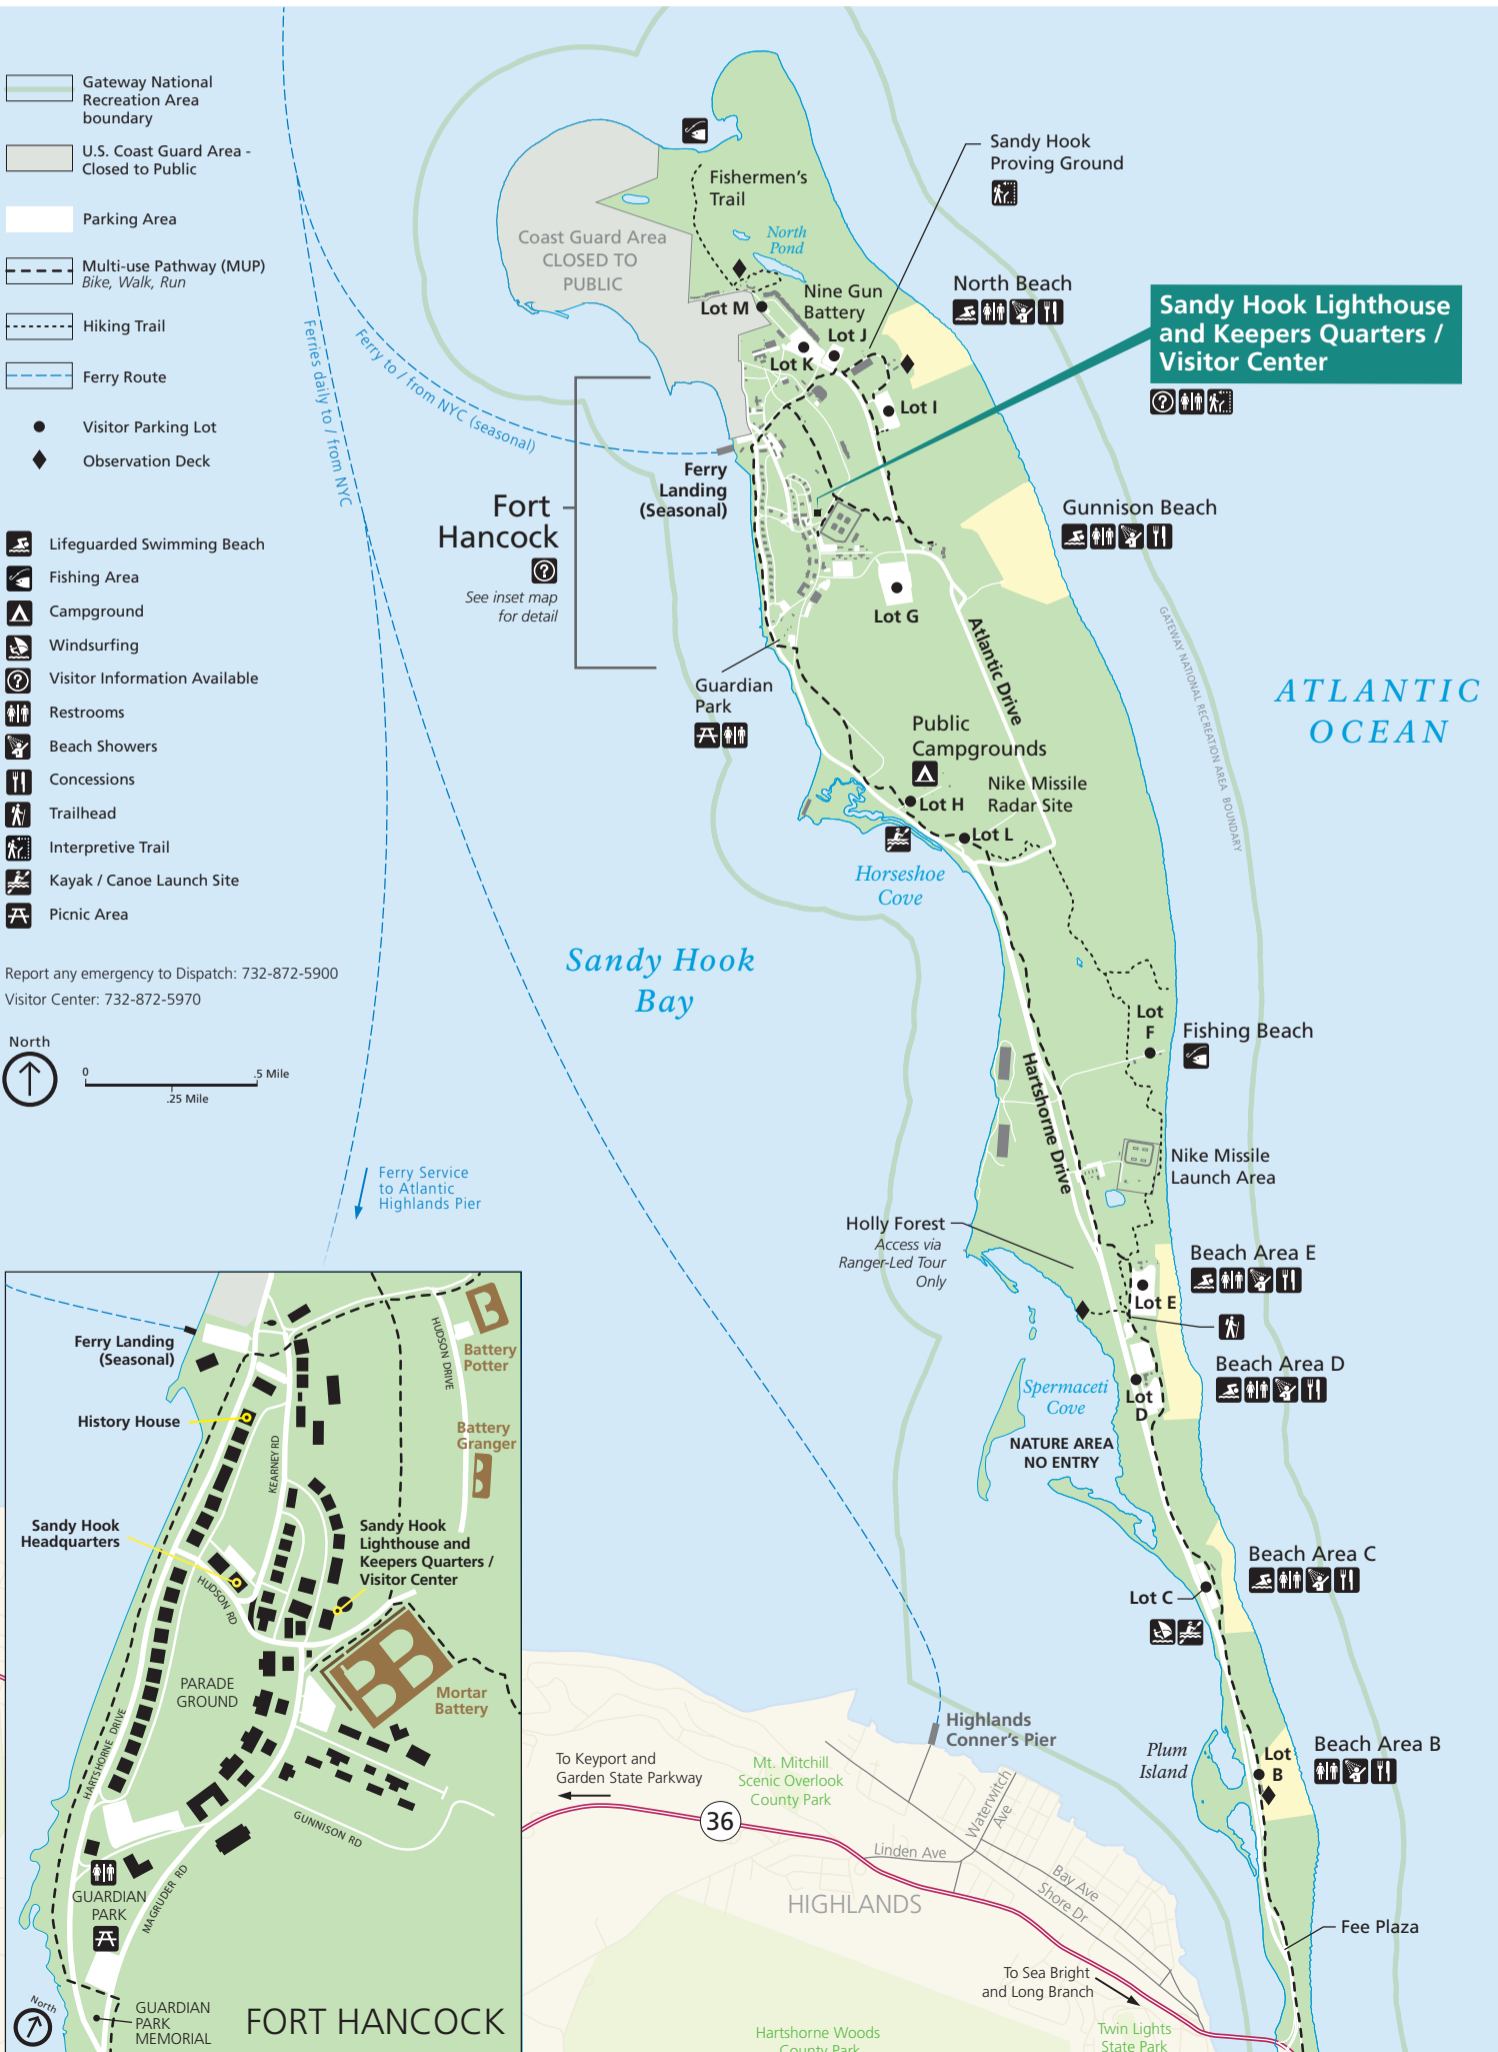 Gateway National
Recreation Area
boundary
U.S. Coast Guard Area -
Closed to Public
Parking Area
Multi-use Pathway (MUP)
Bike, Walk, Run
Hiking Trail
Ferry Route
Visitor Parking Lot
Observation Deck
Lifeguarded Swimming Beach
Fishing Area
Campground
Windsurfing
Visitor Information Available
Restrooms
Beach Showers
Concessions
Trailhead
Interpretive Trail
Kayak / Canoe Launch Site
Picnic Area
Report any emergency to Dispatch: 732-872-5900
Visitor Center: 732-872-5970
North
0
.5 Mile
.25 Mile
Ferries daily to / from NYC
Ferry to / from NYC (seasonal)
Coast Guard Area
CLOSED TO
PUBLIC
Fishermen's
Trail
North
Pond
Sandy Hook
Proving Ground
Lot M
Nine Gun
Battery
Lot J
Lot K
Lot I
North Beach
Sandy Hook Lighthouse
and Keepers Quarters /
Visitor Center
Ferry
Landing
(Seasonal)
Fort
Hancock
See inset map
for detail
Gunnison Beach
Lot G
Atlantic Drive
GATEWAY NATIONAL RECREATION AREA BOUNDARY
ATLANTIC
OCEAN
Guardian
Park
Public
Campgrounds
Lot H
Nike Missile
Radar Site
Lot L
Horseshoe
Cove
Sandy Hook
Bay
Lot
F
Fishing Beach
Hartshorne Drive
Nike Missile
Launch Area
Ferry Service
to Atlantic
Highlands Pier
Holly Forest
Access via
Ranger-Led Tour
Only
Beach Area E
Lot E
Beach Area D
Lot
D
Spermaceti
Cove
NATURE AREA
NO ENTRY
Beach Area C
Lot C
Highlands
Conner's Pier
Plum
Island
Lot
B
Beach Area B
Fee Plaza
To Keyport and
Garden State Parkway
Mt. Mitchill
Scenic Overlook
County Park
36
Linden Ave
Waterwitch
Ave
Bay Ave
Shore Dr
HIGHLANDS
To Sea Bright
and Long Branch
Hartshorne Woods
County Park
Twin Lights
State Park
Ferry Landing
(Seasonal)
History House
Sandy Hook
Headquarters
HUDSON DRIVE
Battery
Potter
Battery
Granger
KEARNEY RD
Sandy Hook
Lighthouse and
Keepers Quarters /
Visitor Center
HUDSON RD
PARADE
GROUND
Mortar
Battery
HARTSHORNE DRIVE
GUNNISON RD
MAGRUDER RD
GUARDIAN
PARK
North
GUARDIAN
PARK
MEMORIAL
FORT HANCOCK